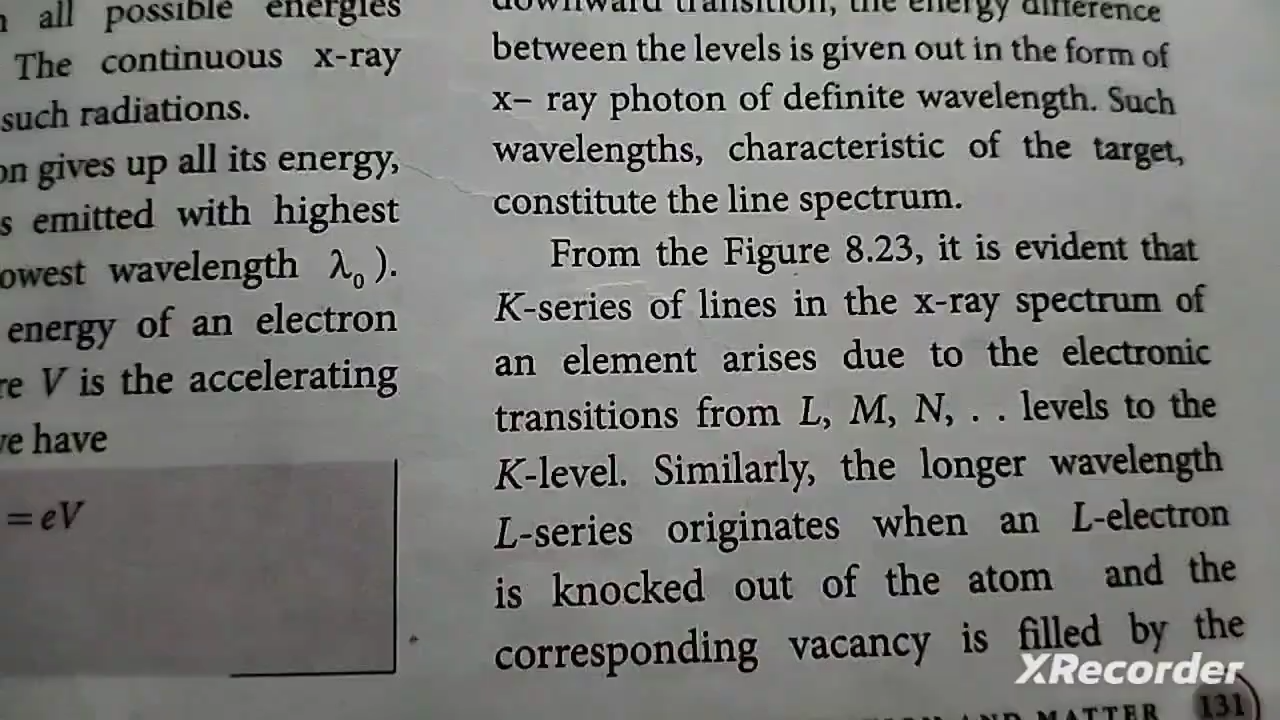 all possible energies
The continuous x-ray
such radiations.
gives up all its energy,
emitted with highest
wavelength λ₀ ).
energy of an electron
V is the accelerating
have
= eV
downward transition, the energy difference
between the levels is given out in the form of
x– ray photon of definite wavelength. Such
wavelengths, characteristic of the target,
constitute the line spectrum.
From the Figure 8.23, it is evident that
K-series of lines in the x-ray spectrum of
an element arises due to the electronic
transitions from L, M, N, . . levels to the
K-level. Similarly, the longer wavelength
L-series originates when an L-electron
is knocked out of the atom and the
corresponding vacancy is filled by the
XRecorder
AND MATTER 131